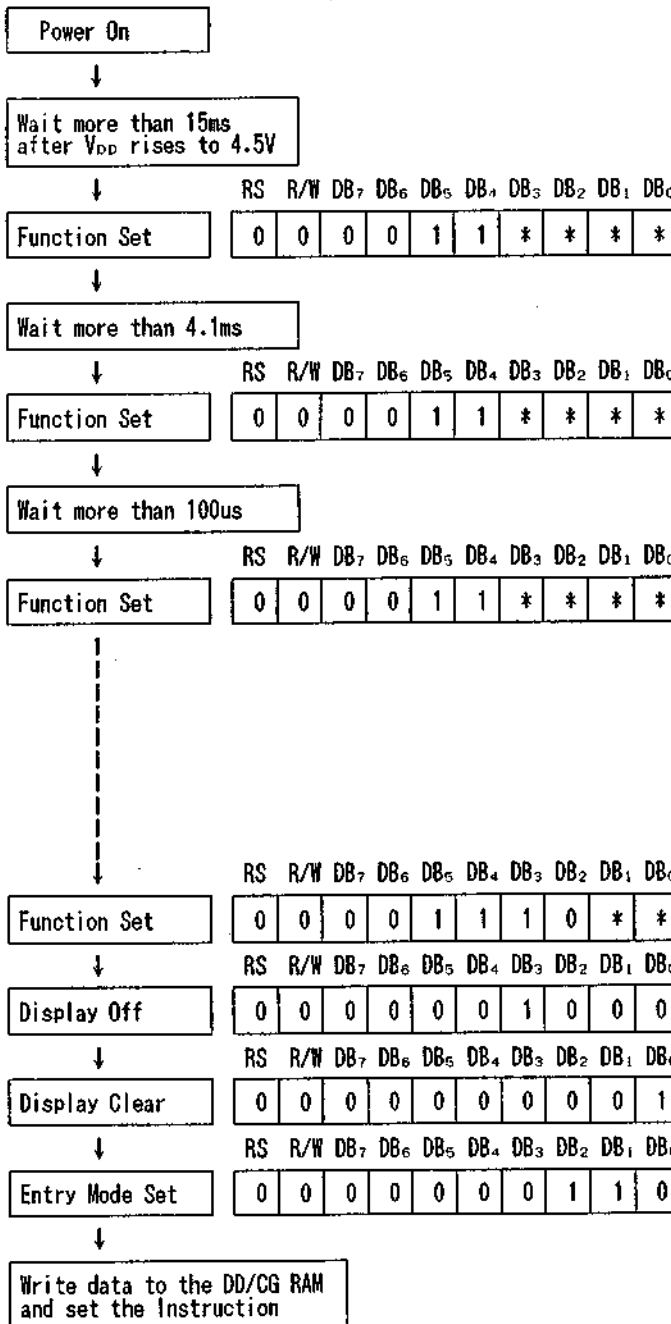 Power On
↓
Wait more than 15ms
after VDD rises to 4.5V
↓ RS R/W DB7 DB6 DB5 DB4 DB3 DB2 DB1 DB0
Function Set 0 0 0 0 1 1 * * * *
↓
Wait more than 4.1ms
↓ RS R/W DB7 DB6 DB5 DB4 DB3 DB2 DB1 DB0
Function Set 0 0 0 0 1 1 * * * *
↓
Wait more than 100us
↓ RS R/W DB7 DB6 DB5 DB4 DB3 DB2 DB1 DB0
Function Set 0 0 0 0 1 1 * * * *
RS R/W DB7 DB6 DB5 DB4 DB3 DB2 DB1 DB0
Function Set 0 0 0 0 1 1 1 0 * *
↓ RS R/W DB7 DB6 DB5 DB4 DB3 DB2 DB1 DB0
Display Off 0 0 0 0 0 0 1 0 0 0
↓ RS R/W DB7 DB6 DB5 DB4 DB3 DB2 DB1 DB0
Display Clear 0 0 0 0 0 0 0 0 0 1
↓ RS R/W DB7 DB6 DB5 DB4 DB3 DB2 DB1 DB0
Entry Mode Set 0 0 0 0 0 0 0 1 1 0
↓
Write data to the DD/CG RAM
and set the Instruction